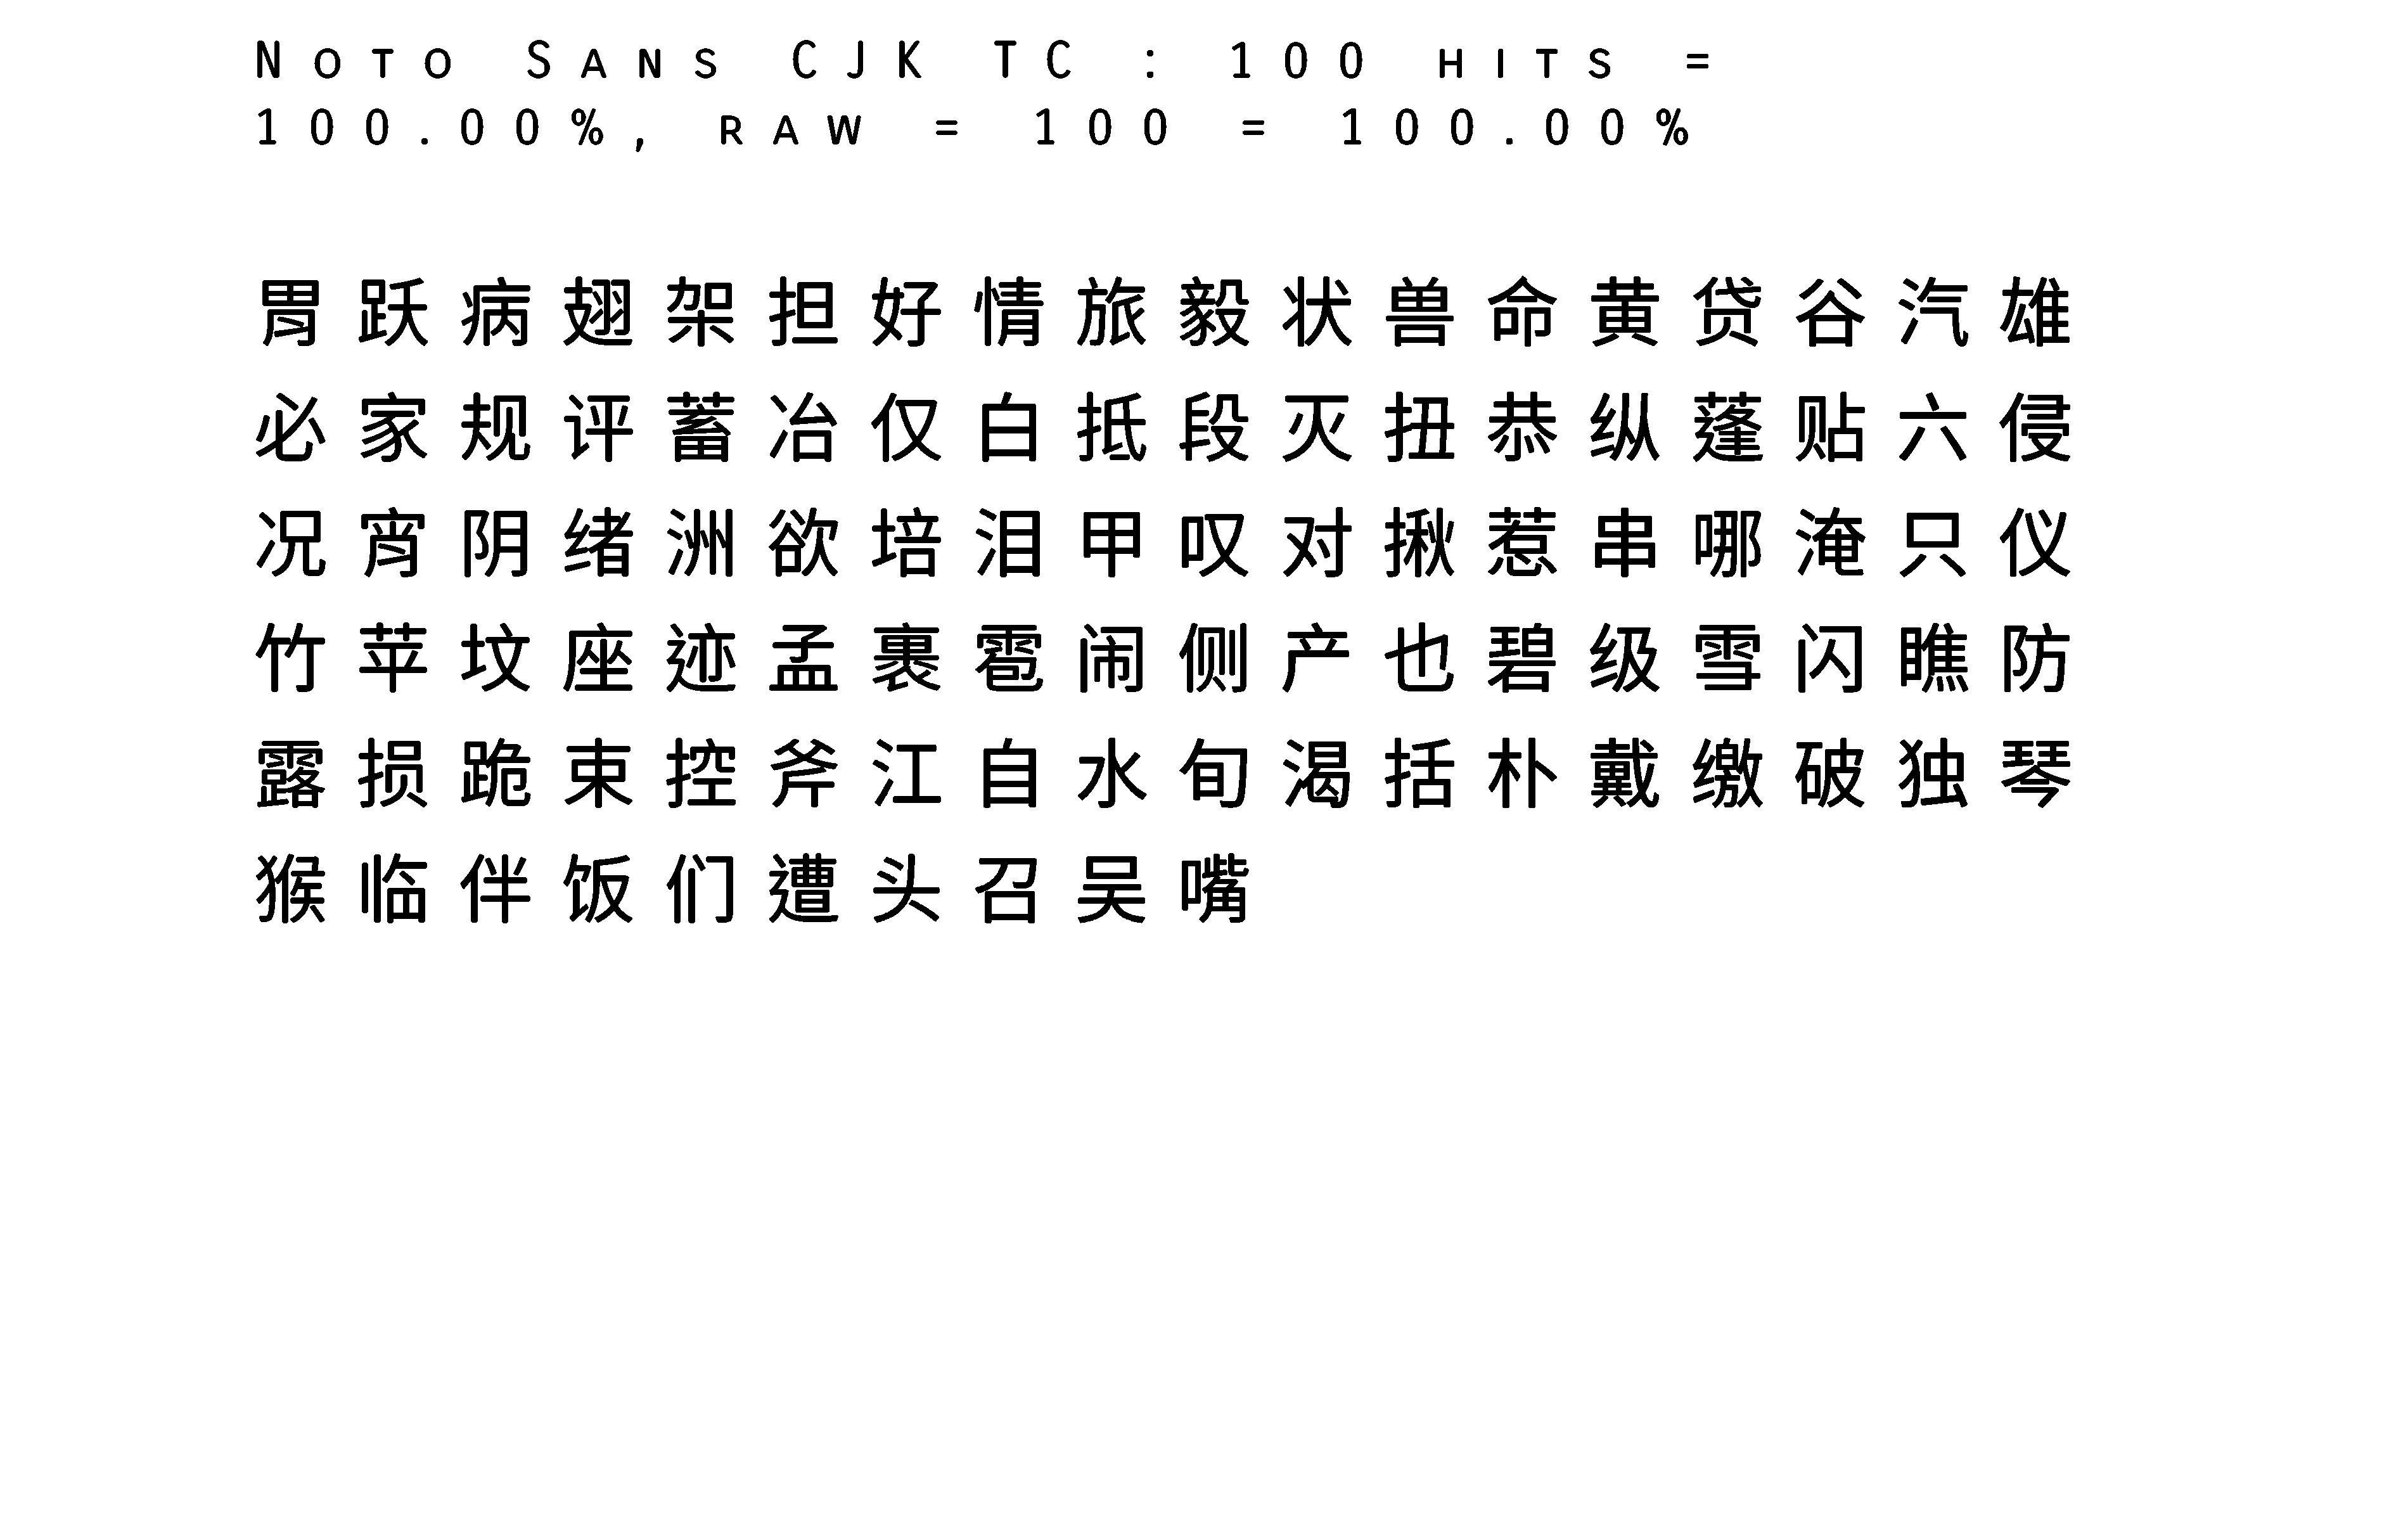 Noto Sans CJK TC : 100 hits =
100.00%, raw = 100 = 100.00%
胃跃病翅架担好情旅毅状兽命黄贷谷汽雄
必家规评蓄冶仅白抵段灭扭恭纵蓬贴六侵
况宵阴绪洲欲培泪甲叹对揪惹串哪淹只仪
竹苹坟座迹孟裹雹闹侧产也碧级雪闪瞧防
露损跪束控斧江自水旬渴括朴戴缴破独琴
猴临伴饭们遭头召吴嘴